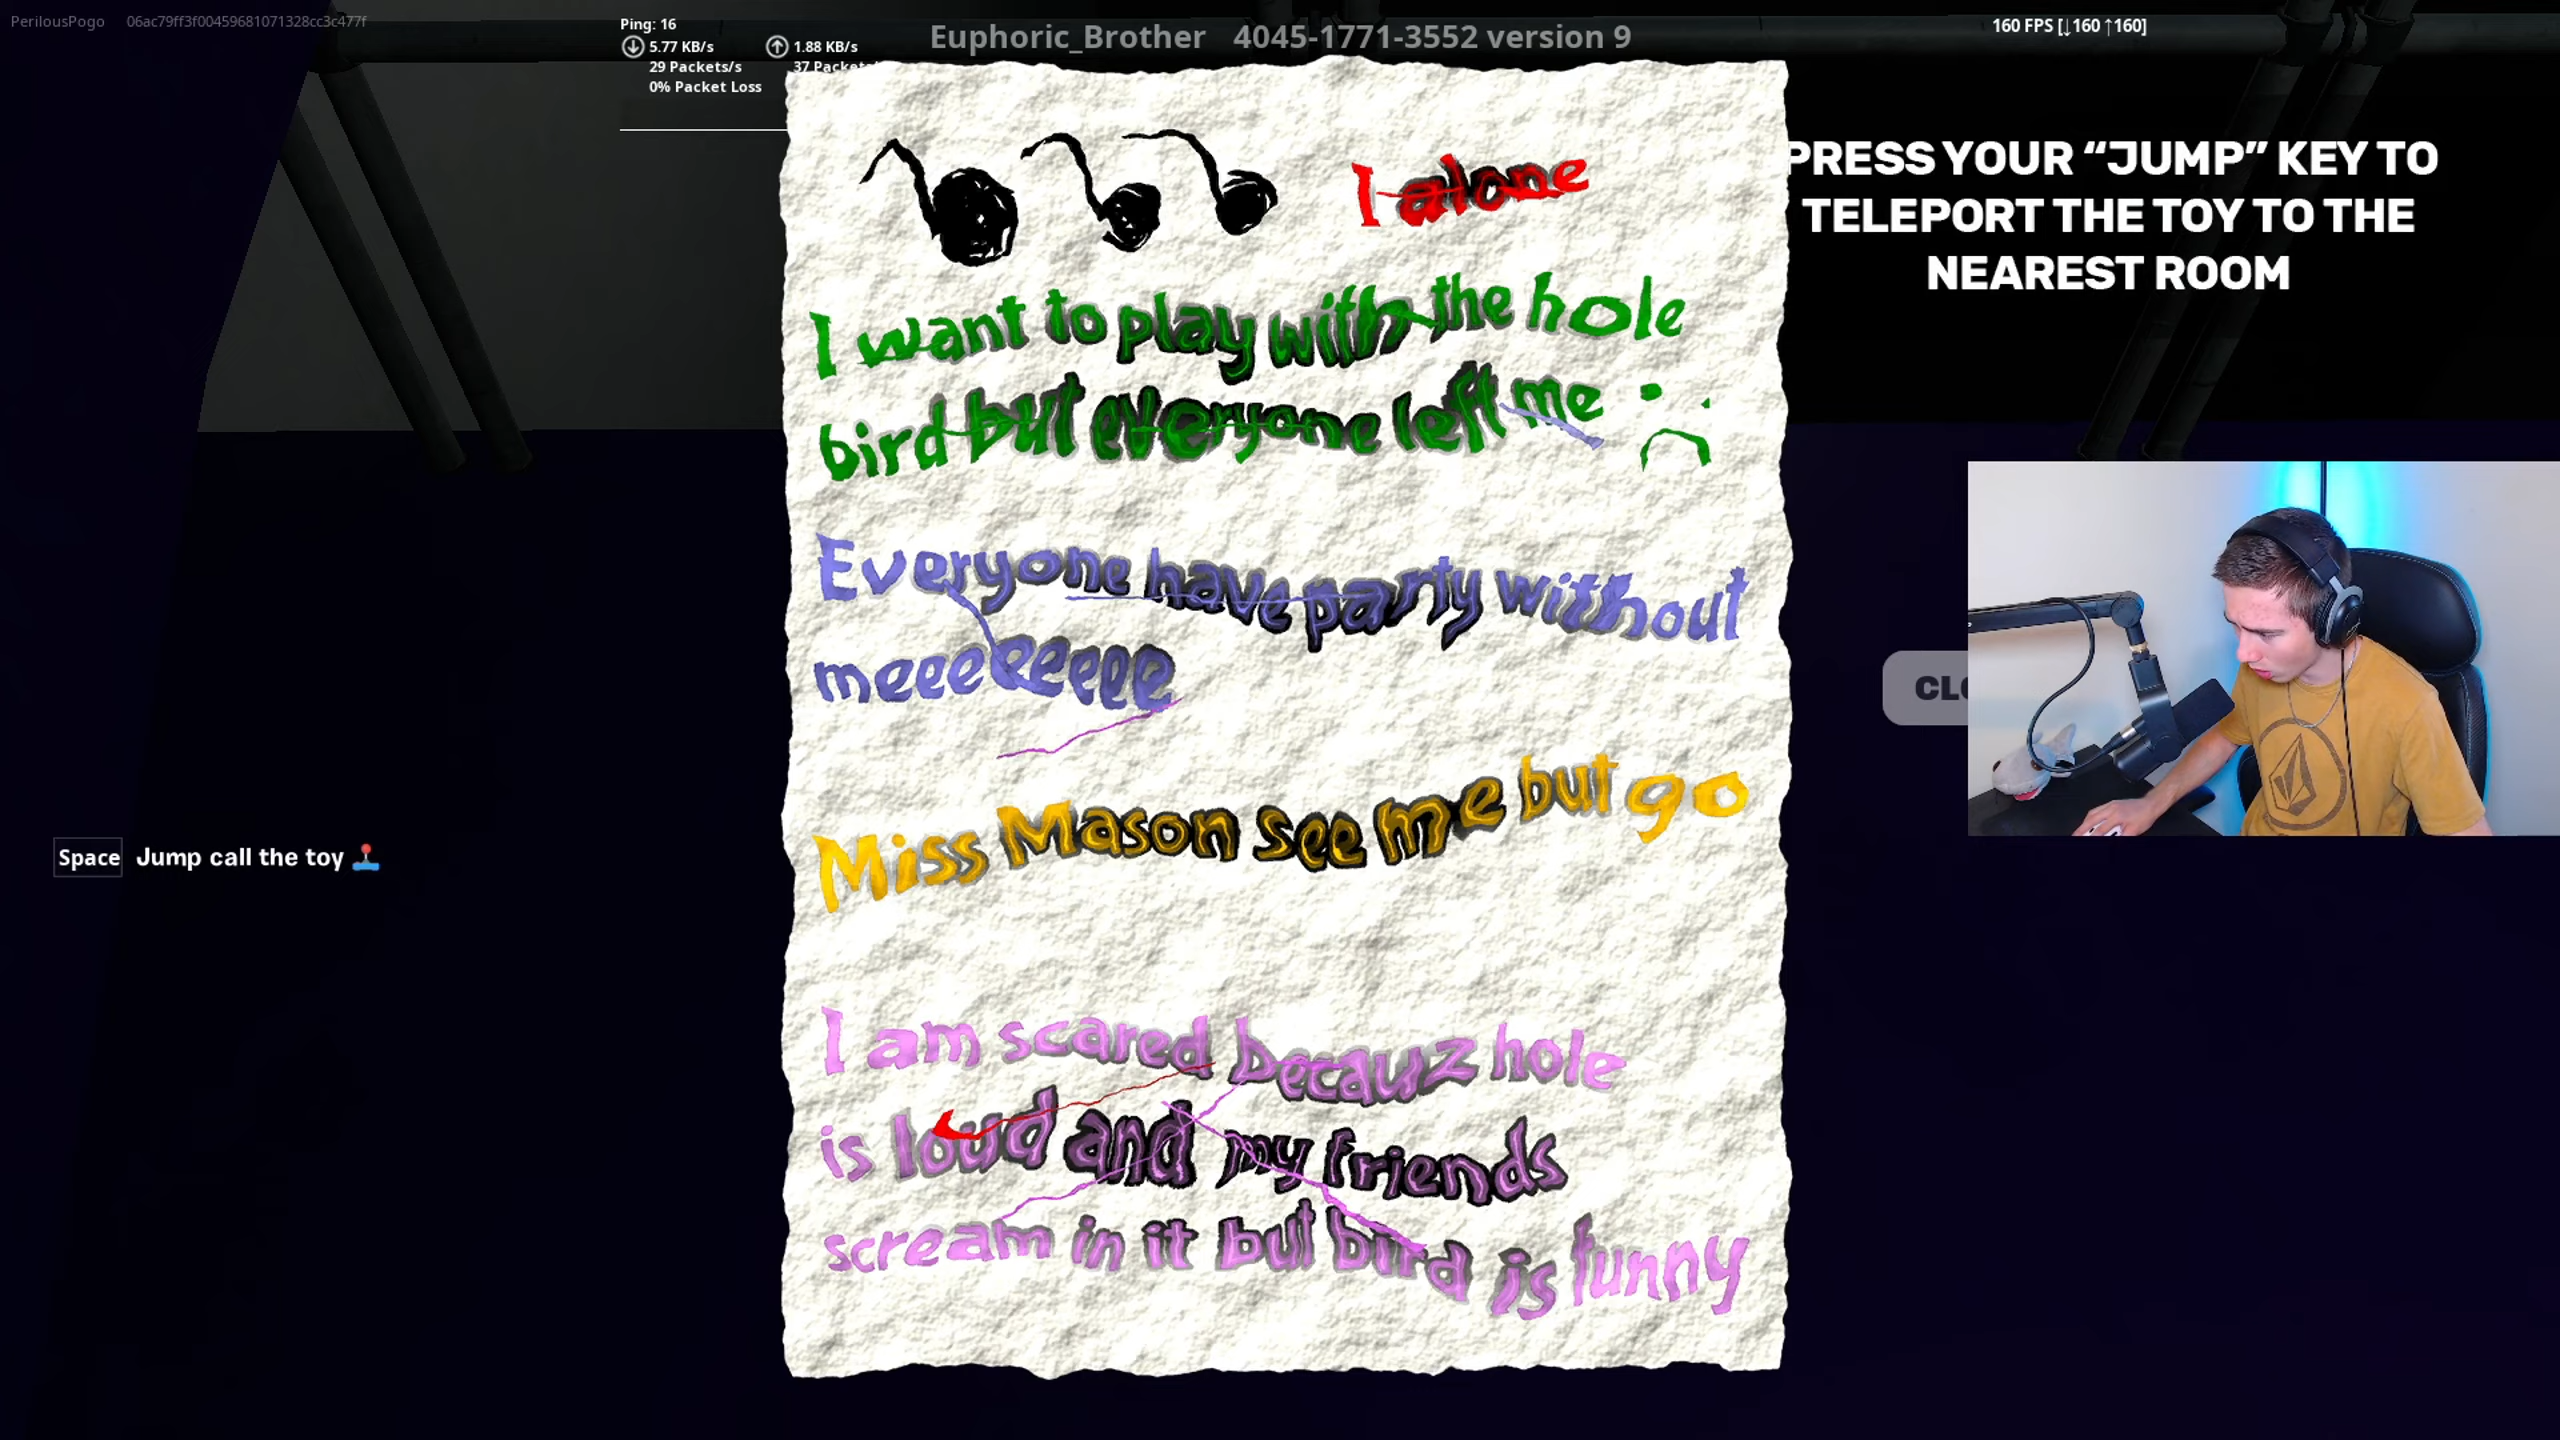 PerilousPogo 06ac79ff3f00459681071328cc3c477f
Ping: 16
5.77 KB/s 1.88 KB/s
29 Packets/s 37 Packets
0% Packet Loss
Euphoric_Brother 4045-1771-3552 version 9
160 FPS [↓160 ↑160]
PRESS YOUR “JUMP” KEY TO
TELEPORT THE TOY TO THE
NEAREST ROOM
I alone
I want to play with the hole
bird but everyone left me
Everyone have party without
meeeeeeee
Miss Mason see me but go
I am scared becauz hole
is loud and my friends
scream in it but bird is funny
CLO
Space Jump call the toy